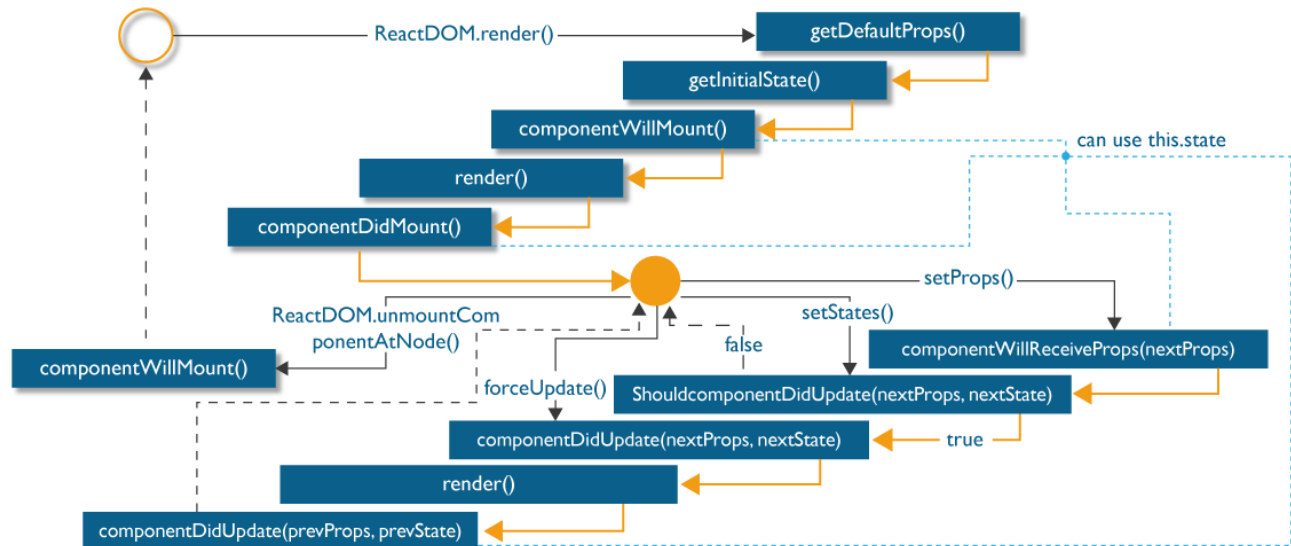 ReactDOM.render()
getDefaultProps()
getInitialState()
componentWillMount()
can use this.state
render()
componentDidMount()
setProps()
ReactDOM.unmountCom
ponentAtNode()
setStates()
false
componentWillReceiveProps(nextProps)
componentWillMount()
forceUpdate()
ShouldcomponentDidUpdate(nextProps, nextState)
componentDidUpdate(nextProps, nextState)
true
render()
componentDidUpdate(prevProps, prevState)